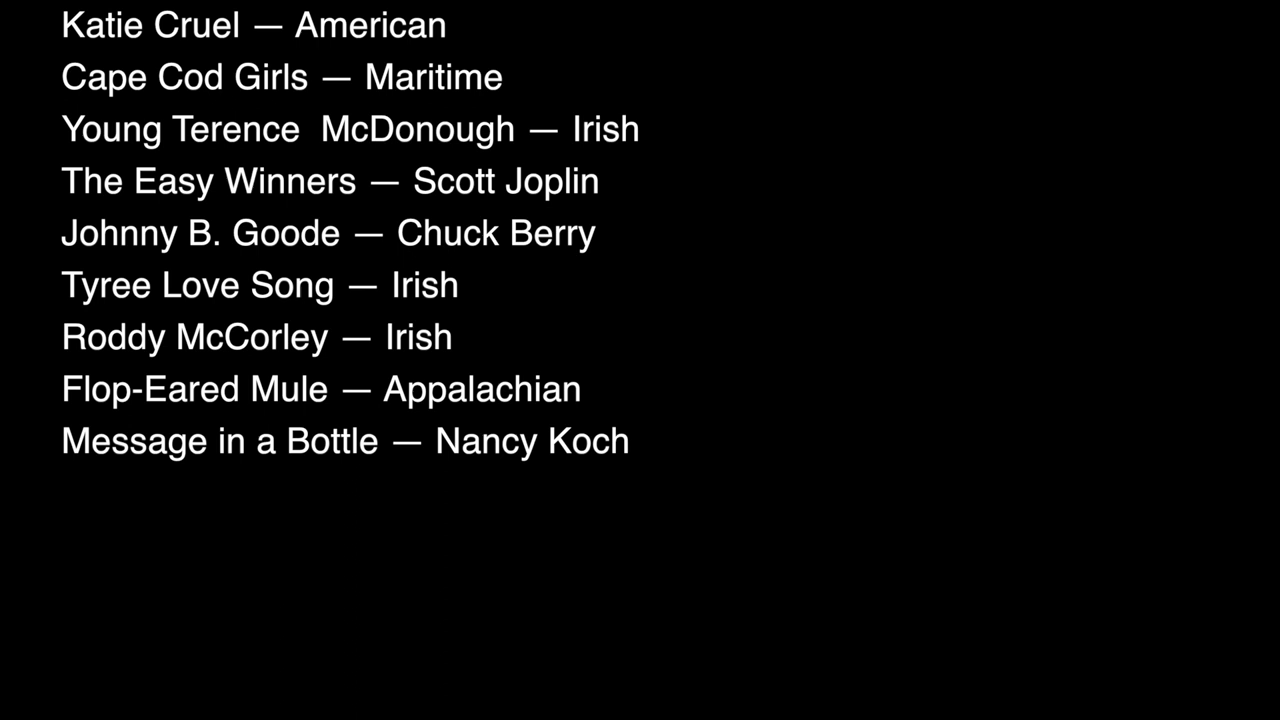 Katie Cruel — American
Cape Cod Girls — Maritime
Young Terence  McDonough — Irish
The Easy Winners — Scott Joplin
Johnny B. Goode — Chuck Berry
Tyree Love Song — Irish
Roddy McCorley — Irish
Flop-Eared Mule — Appalachian
Message in a Bottle — Nancy Koch